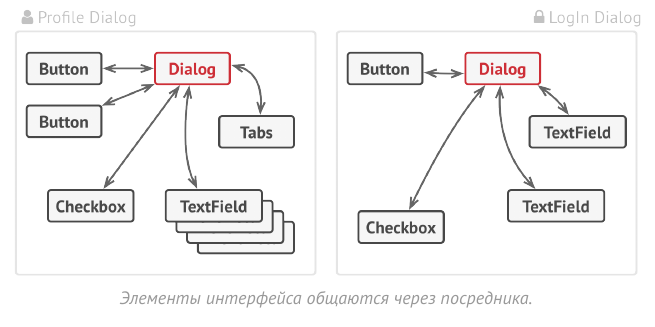 Profile Dialog
Button
Dialog
Button
Tabs
Checkbox
TextField
LogIn Dialog
Button
Dialog
TextField
TextField
Checkbox
Элементы интерфейса общаются через посредника.